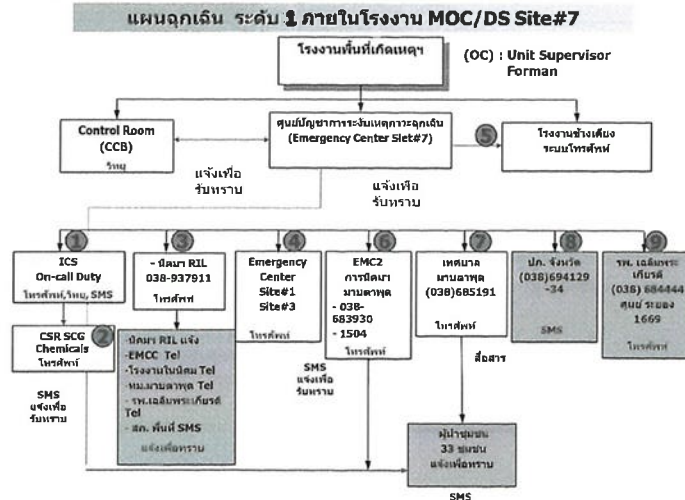 แผนฉุกเฉิน ระดับ 1 ภายในโรงงาน MOC/DS Site#7
โรงงานพื้นที่เกิดเหตุฯ
(OC) : Unit Supervisor
Forman
Control Room
(CCB)
วิทยุ
ศูนย์บัญชาการระงับเหตุภาวะฉุกเฉิน
(Emergency Center Siet#7)
5
โรงงานข้างเคียง
ระบบโทรศัพท์
แจ้งเพื่อ
รับทราบ
แจ้งเพื่อ
รับทราบ
1
ICS
On-call Duty
โทรศัพท์,วิทยุ, SMS
2
CSR SCG
Chemicals
โทรศัพท์
SMS
แจ้งเพื่อ
รับทราบ
3
- นิคมฯ RIL
038-937911
โทรศัพท์
-นิคมฯ RIL แจ้ง
-EMCC Tel
-โรงงานในนิคม Tel
-ทม.มาบตาพุด Tel
-รพ.เฉลิมพระเกียรติ
Tel
- สภ. พื้นที่ SMS
แจ้งเพื่อทราบ
4
Emergency
Center
Site#1
Site#3
โทรศัพท์
6
EMC2
การนิคมฯ
มาบตาพุด
- 038-
683930
- 1504
โทรศัพท์
SMS
แจ้งเพื่อ
รับทราบ
7
เทศบาล
มาบตาพุด
(038)685191
โทรศัพท์
สื่อสาร
8
ปภ. จังหวัด
(038)694129
-34
SMS
9
รพ. เฉลิมพระ
เกียรติ
(038) 684444
ศูนย์ ระยอง
1669
โทรศัพท์
ผู้นำชุมชน
33 ชุมชน
แจ้งเพื่อทราบ
SMS